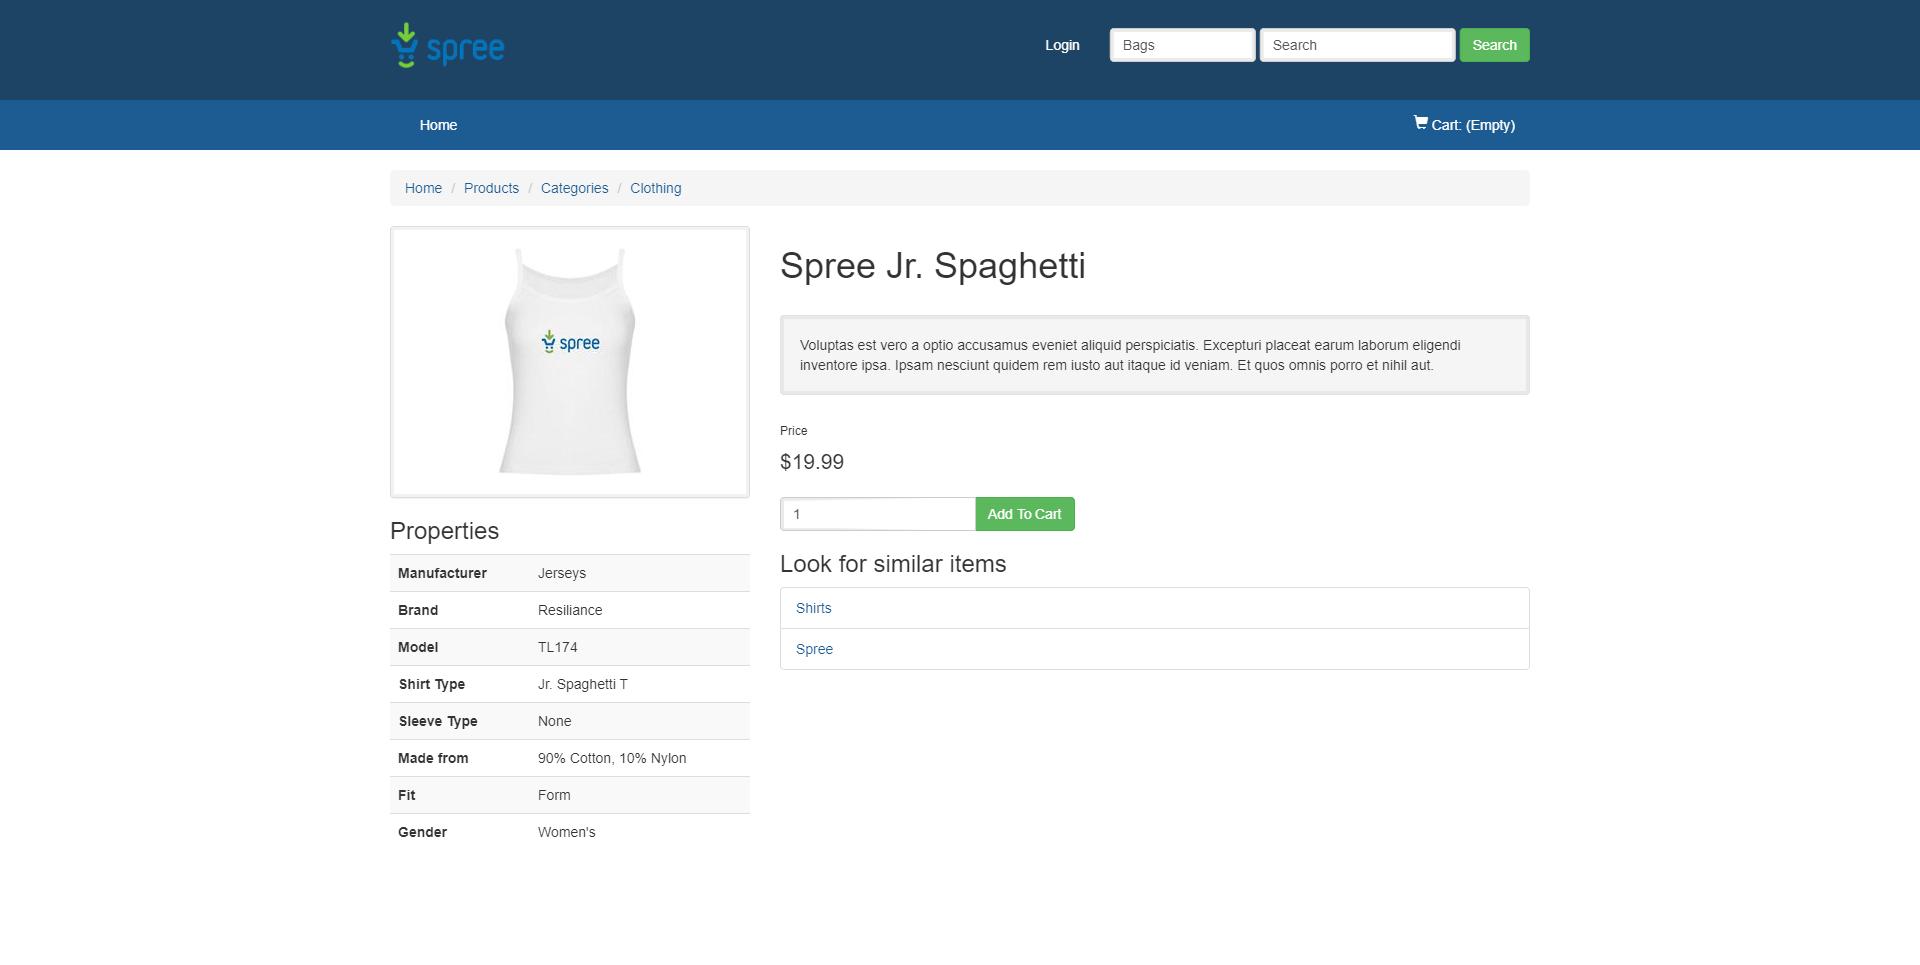 spree
Login
Bags
Search
Search
Home
Cart: (Empty)
Home / Products / Categories / Clothing
spree
Spree Jr. Spaghetti
Voluptas est vero a optio accusamus eveniet aliquid perspiciatis. Excepturi placeat earum laborum eligendi
inventore ipsa. Ipsam nesciunt quidem rem iusto aut itaque id veniam. Et quos omnis porro et nihil aut.
Price
$19.99
1
Add To Cart
Look for similar items
Shirts
Spree
Properties
Manufacturer Jerseys
Brand Resiliance
Model TL174
Shirt Type Jr. Spaghetti T
Sleeve Type None
Made from 90% Cotton, 10% Nylon
Fit Form
Gender Women's